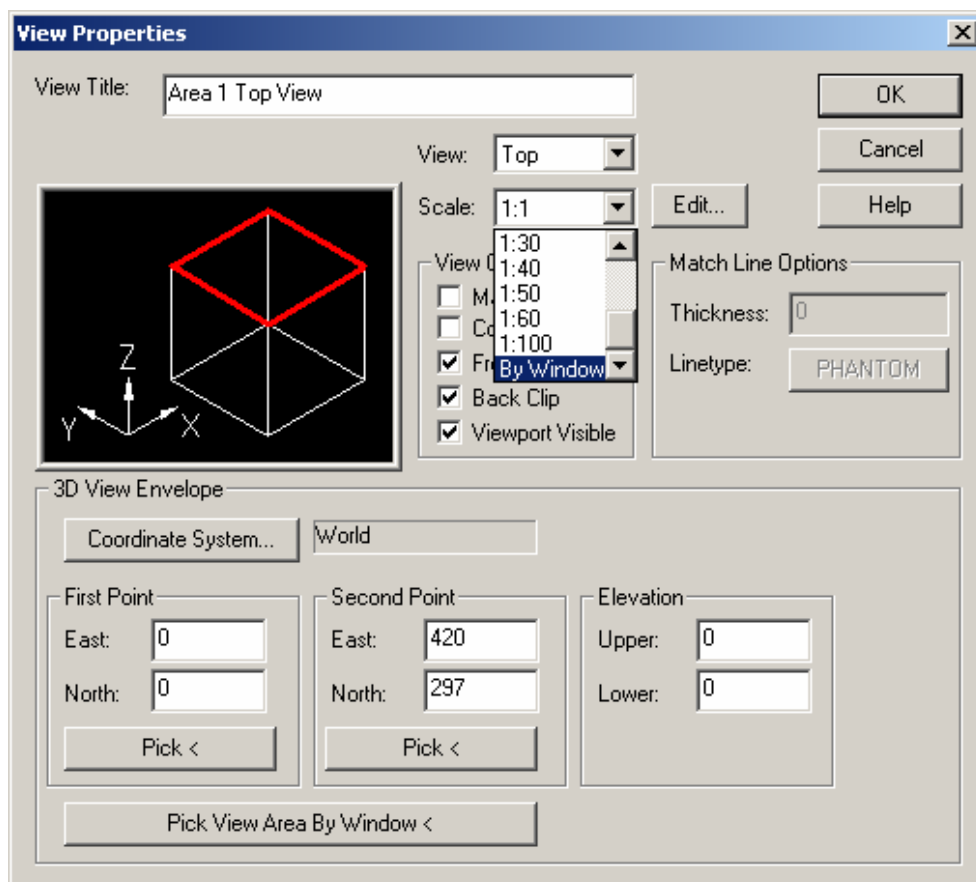 View Properties
View Title: Area 1 Top View
OK
View: Top
Cancel
Scale: 1:1
Edit...
Help
1:30
1:40
1:50
1:60
1:100
By Window
View
Match Line Options
Thickness: 0
Linetype: PHANTOM
Back Clip
Viewport Visible
Z
Y
X
3D View Envelope
Coordinate System... World
First Point
East: 0
North: 0
Pick <
Second Point
East: 420
North: 297
Pick <
Elevation
Upper: 0
Lower: 0
Pick View Area By Window <